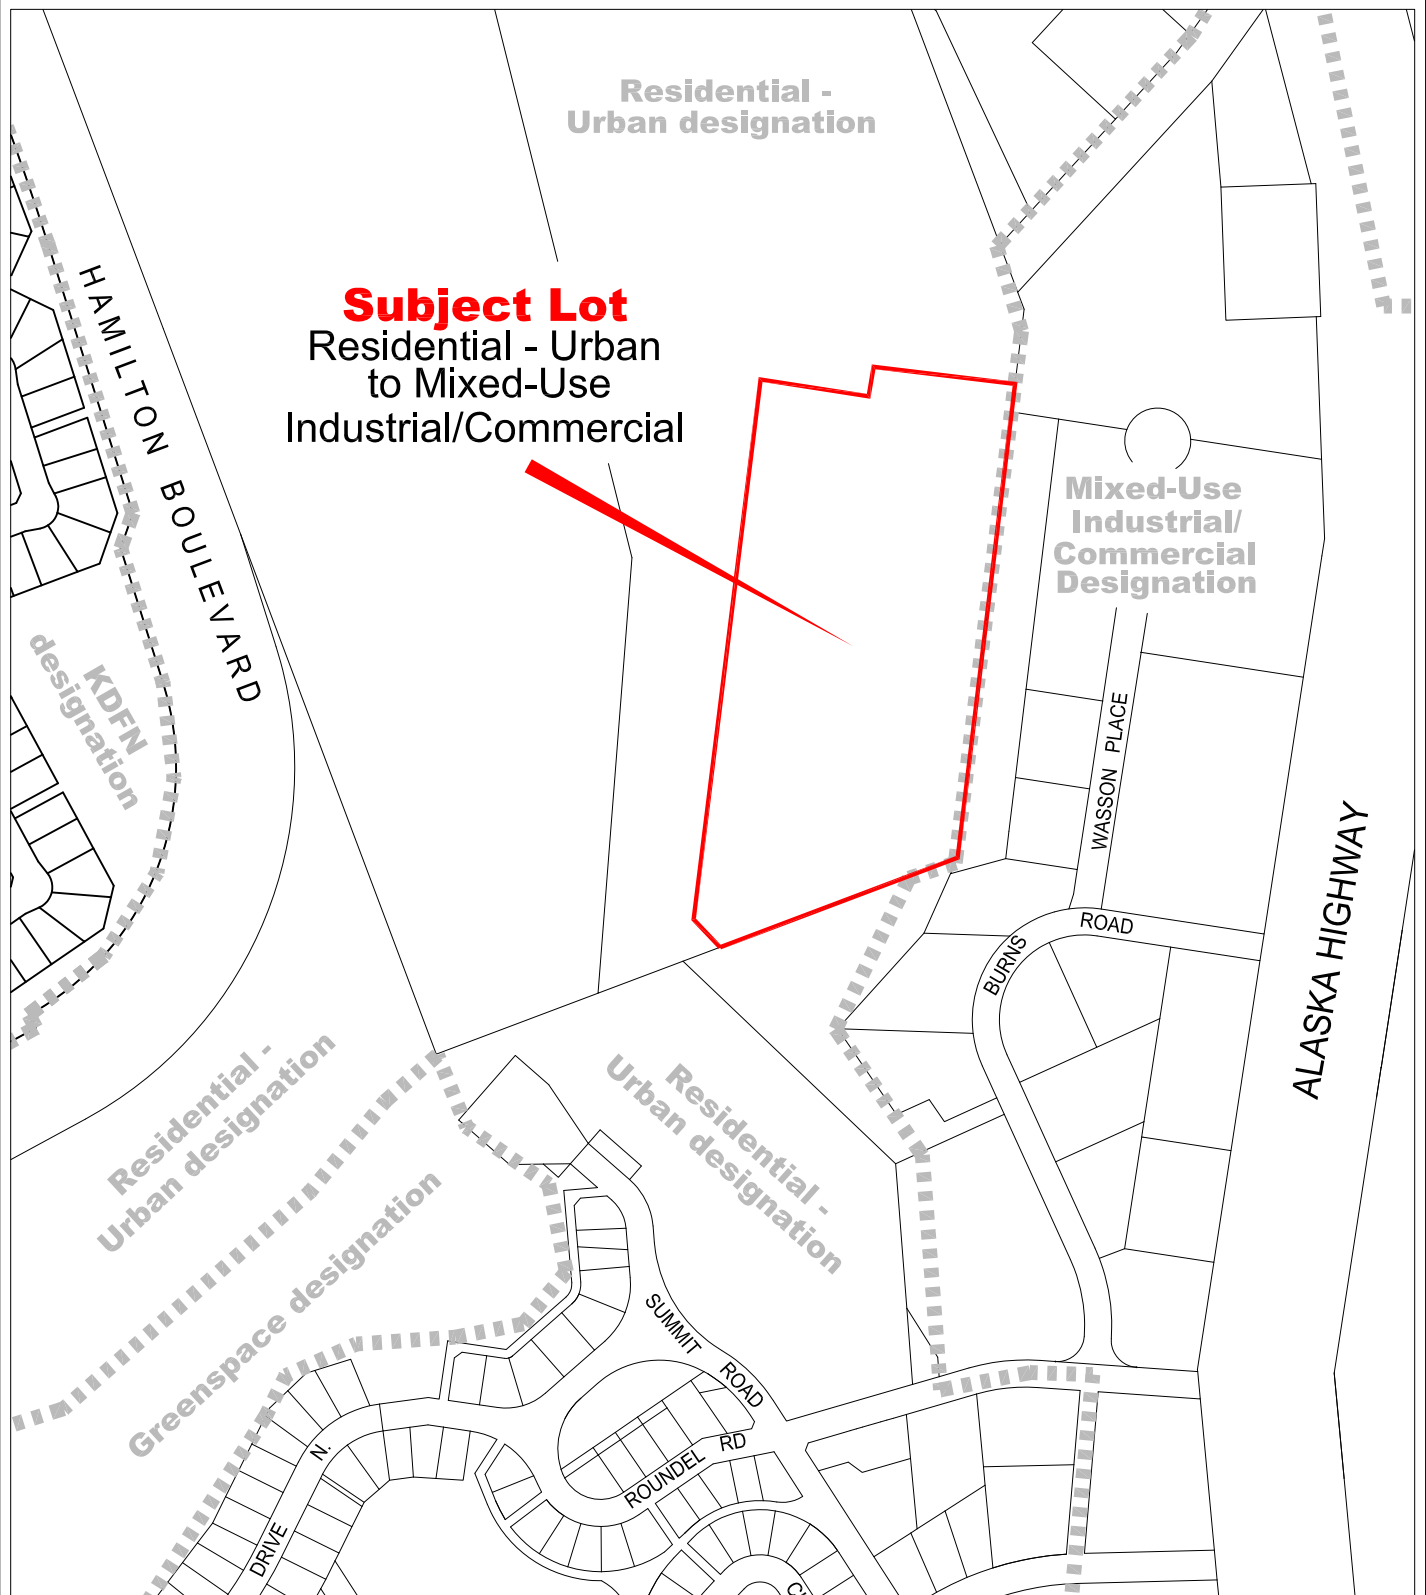 Residential -
Urban designation
HAMILTON BOULEVARD
Subject Lot
Residential - Urban
to Mixed-Use
Industrial/Commercial
Mixed-Use
Industrial/
Commercial
Designation
KDFN
designation
WASSON PLACE
ALASKA HIGHWAY
BURNS ROAD
Residential -
Urban designation
Residential -
Urban designation
Greenspace designation
SUMMIT ROAD
ROUNDEL RD
DRIVE N.